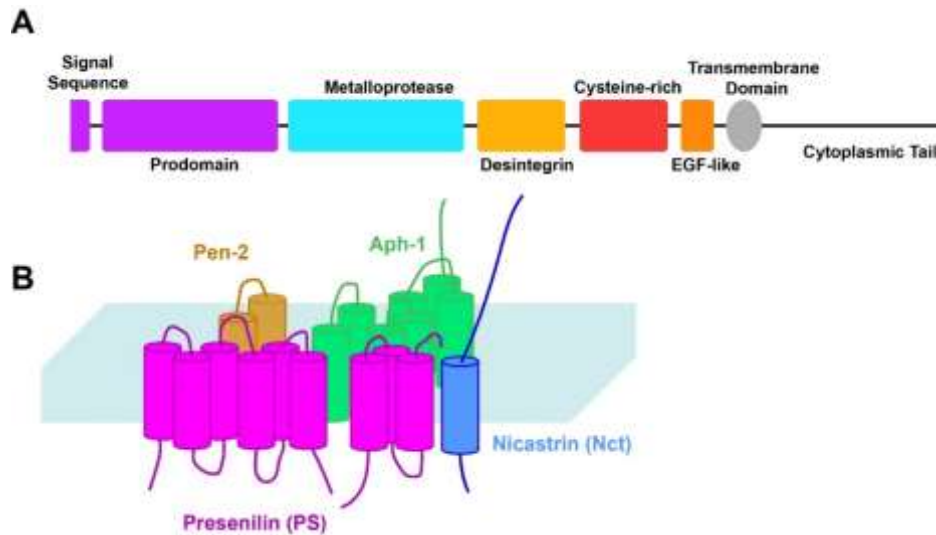 A
Signal
Sequence
Metalloprotease
Cysteine-rich
Transmembrane
Domain
Prodomain
Desintegrin
EGF-like
Cytoplasmic Tail
B
Pen-2
Aph-1
Nicastrin (Nct)
Presenilin (PS)